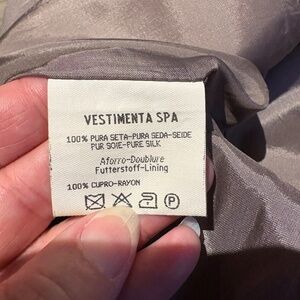 VESTIMENTA SPA
100% PURA SETA-PURA SEDA-SEIDE
PUR SOIE-PURE SILK
Aforro-Doublure
Futterstoff-Lining
100% CUPRO-RAYON
P